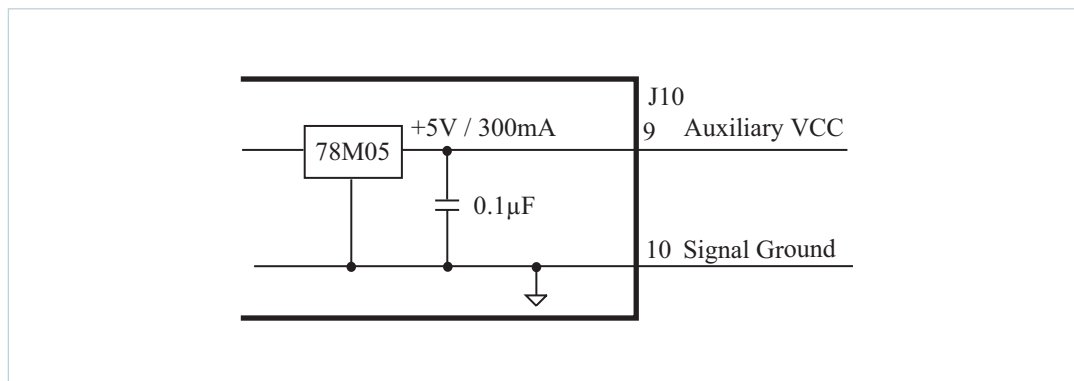 J10
+5V / 300mA
9 Auxiliary VCC
78M05
0.1µF
10 Signal Ground